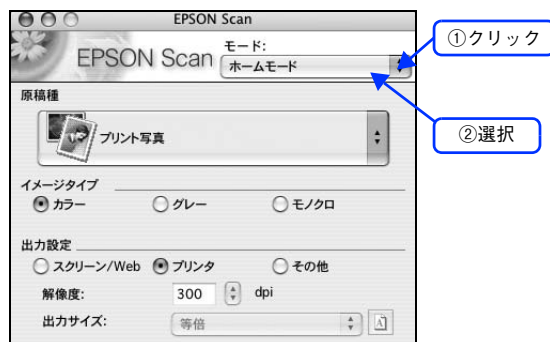 EPSON Scan
EPSON Scan
モード:
ホームモード
①クリック
②選択
原稿種
プリント写真
イメージタイプ
カラー グレー モノクロ
出力設定
スクリーン/Web プリンタ その他
解像度: 300 dpi
出力サイズ: 等倍 A